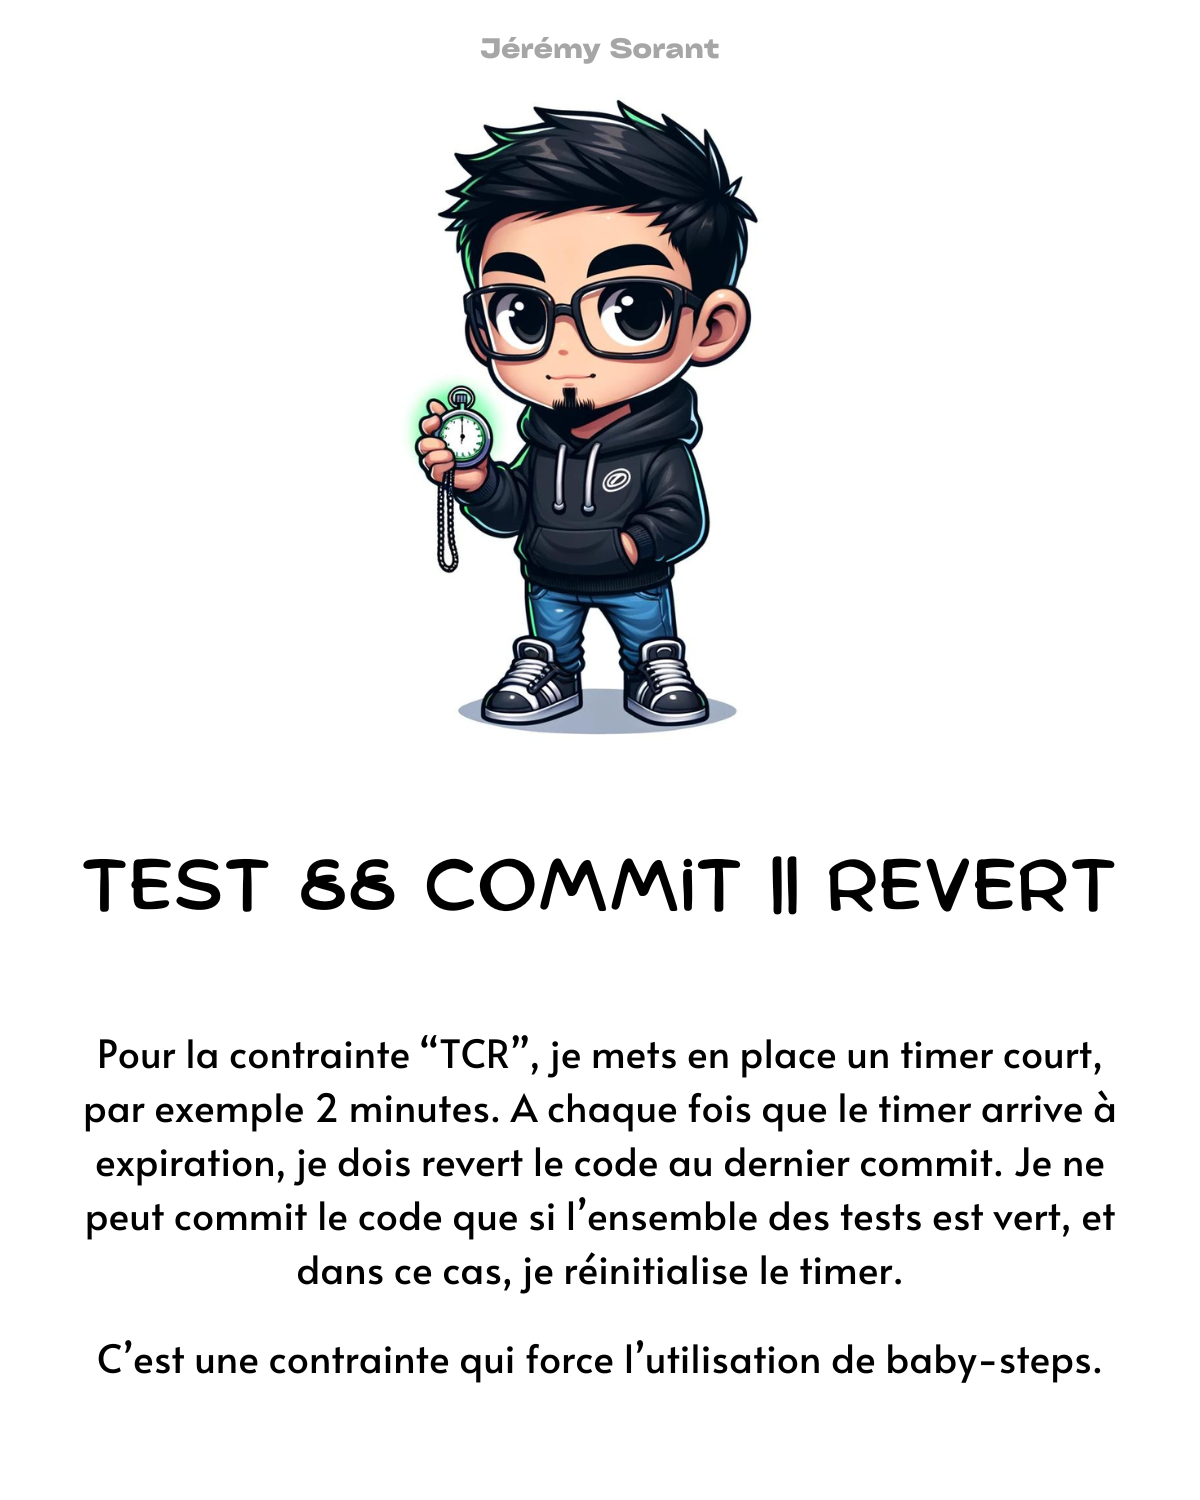 Jérémy Sorant
TEST && COMMiT || REVERT
Pour la contrainte “TCR”, je mets en place un timer court,
par exemple 2 minutes. A chaque fois que le timer arrive à
expiration, je dois revert le code au dernier commit. Je ne
peut commit le code que si l’ensemble des tests est vert, et
dans ce cas, je réinitialise le timer.
C’est une contrainte qui force l’utilisation de baby-steps.